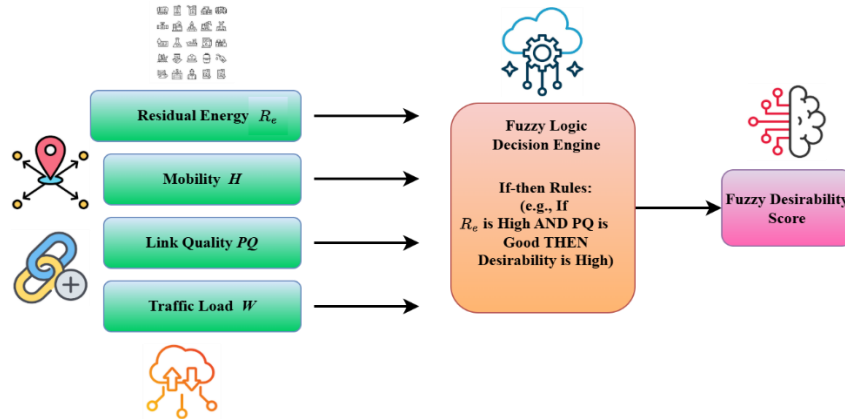 Residual Energy Rₑ
Mobility H
Link Quality PQ
Traffic Load W
Fuzzy Logic
Decision Engine
If-then Rules:
(e.g., If
Rₑ is High AND PQ is
Good THEN
Desirability is High)
Fuzzy Desirability
Score